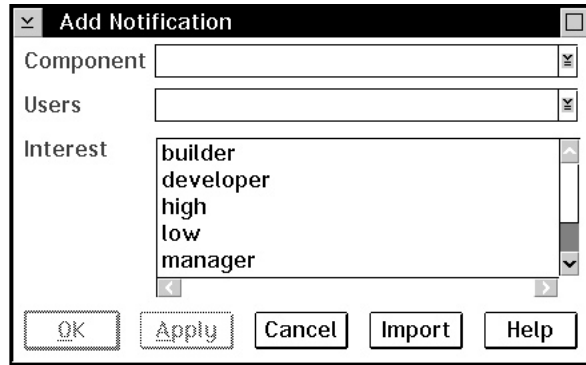 Add Notification
Component
Users
Interest
builder
developer
high
low
manager
OK
Apply
Cancel
Import
Help